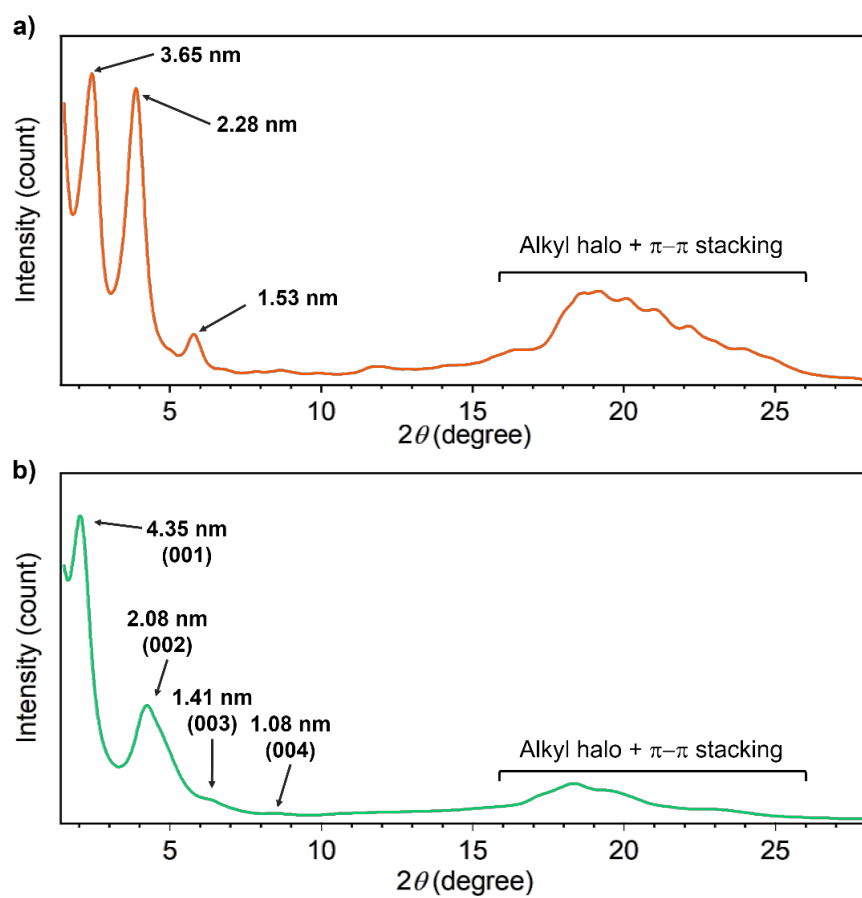 a)
3.65 nm
2.28 nm
1.53 nm
Alkyl halo + π–π stacking
Intensity (count)
5 10 15 20 25
2θ (degree)
b)
4.35 nm
(001)
2.08 nm
(002)
1.41 nm
(003)
1.08 nm
(004)
Alkyl halo + π–π stacking
Intensity (count)
5 10 15 20 25
2θ (degree)